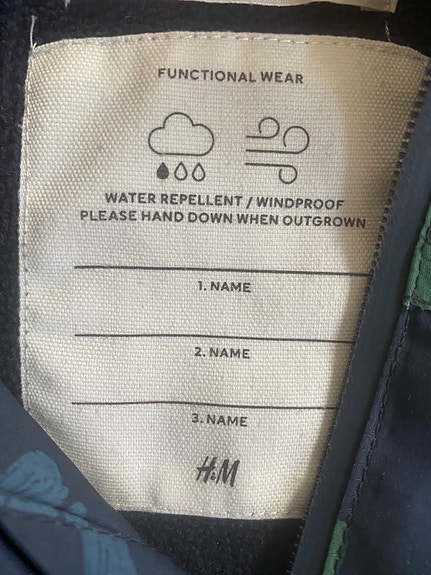 FUNCTIONAL WEAR
WATER REPELLENT / WINDPROOF
PLEASE HAND DOWN WHEN OUTGROWN
1. NAME
2. NAME
3. NAME
H&M